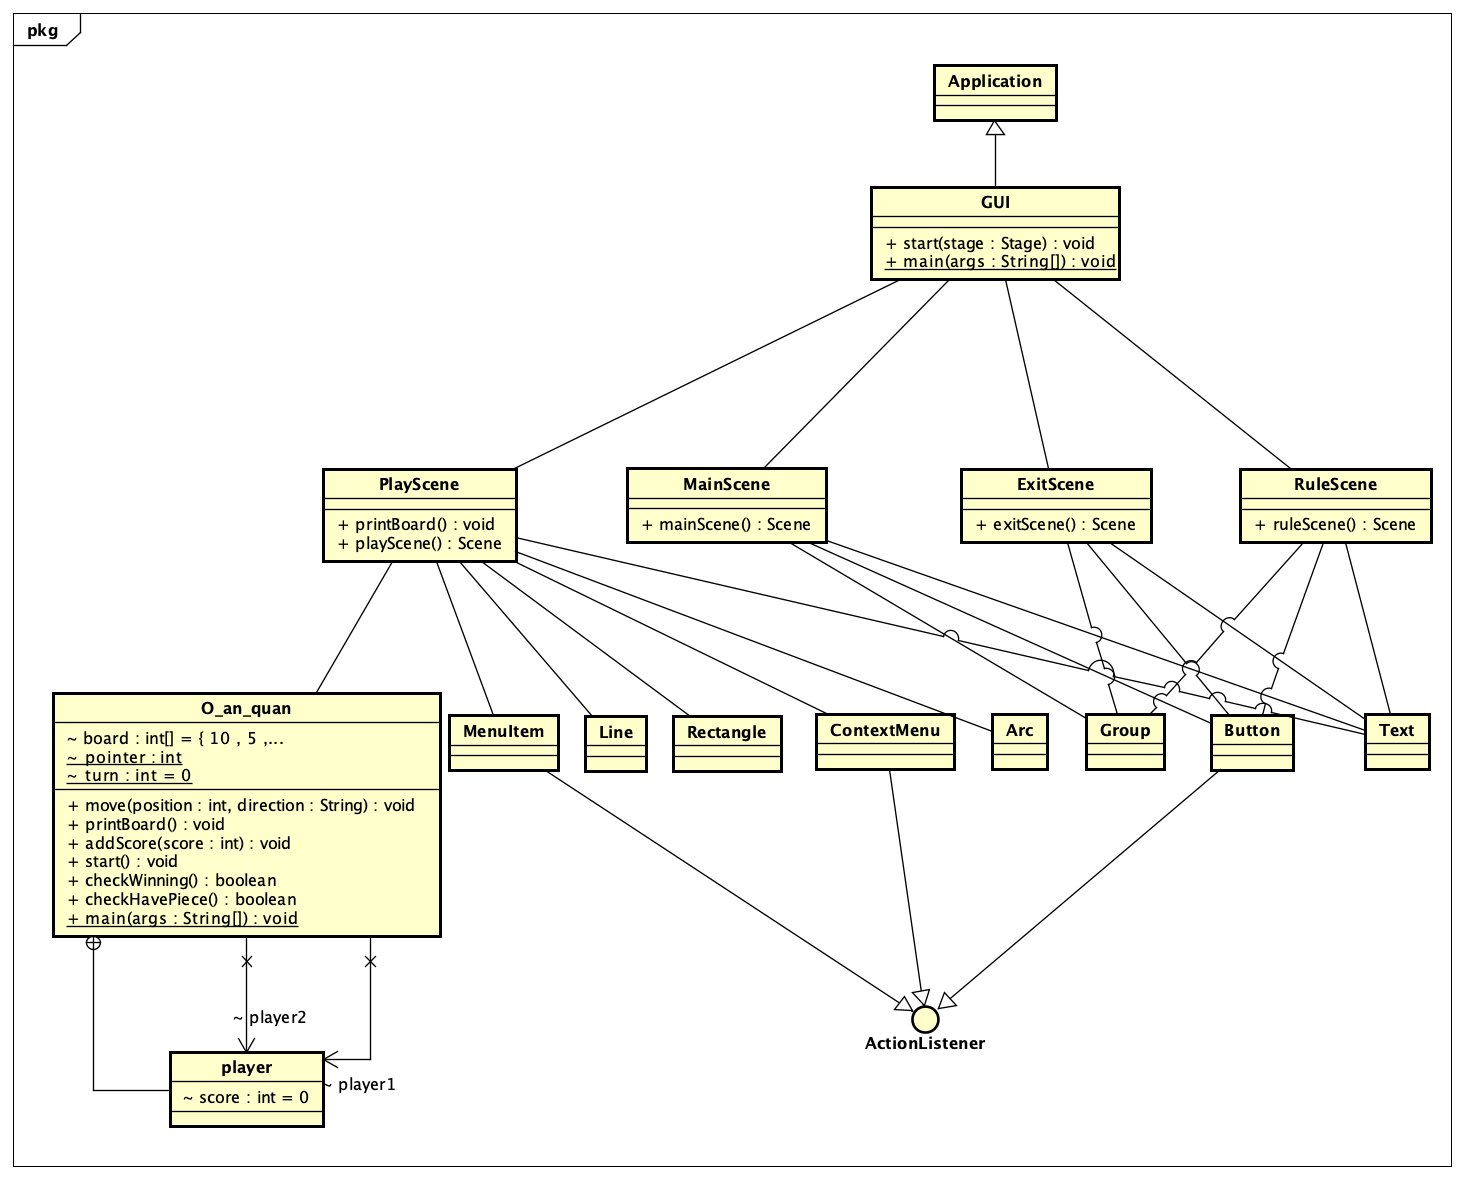 pkg
Application
GUI
+ start(stage : Stage) : void
+ main(args : String[]) : void
PlayScene
+ printBoard() : void
+ playScene() : Scene
MainScene
+ mainScene() : Scene
ExitScene
+ exitScene() : Scene
RuleScene
+ ruleScene() : Scene
O_an_quan
~ board : int[] = { 10 , 5 ,...
~ pointer : int
~ turn : int = 0
+ move(position : int, direction : String) : void
+ printBoard() : void
+ addScore(score : int) : void
+ start() : void
+ checkWinning() : boolean
+ checkHavePiece() : boolean
+ main(args : String[]) : void
MenuItem
Line
Rectangle
ContextMenu
Arc
Group
Button
Text
~ player2
ActionListener
player
~ score : int = 0
~ player1